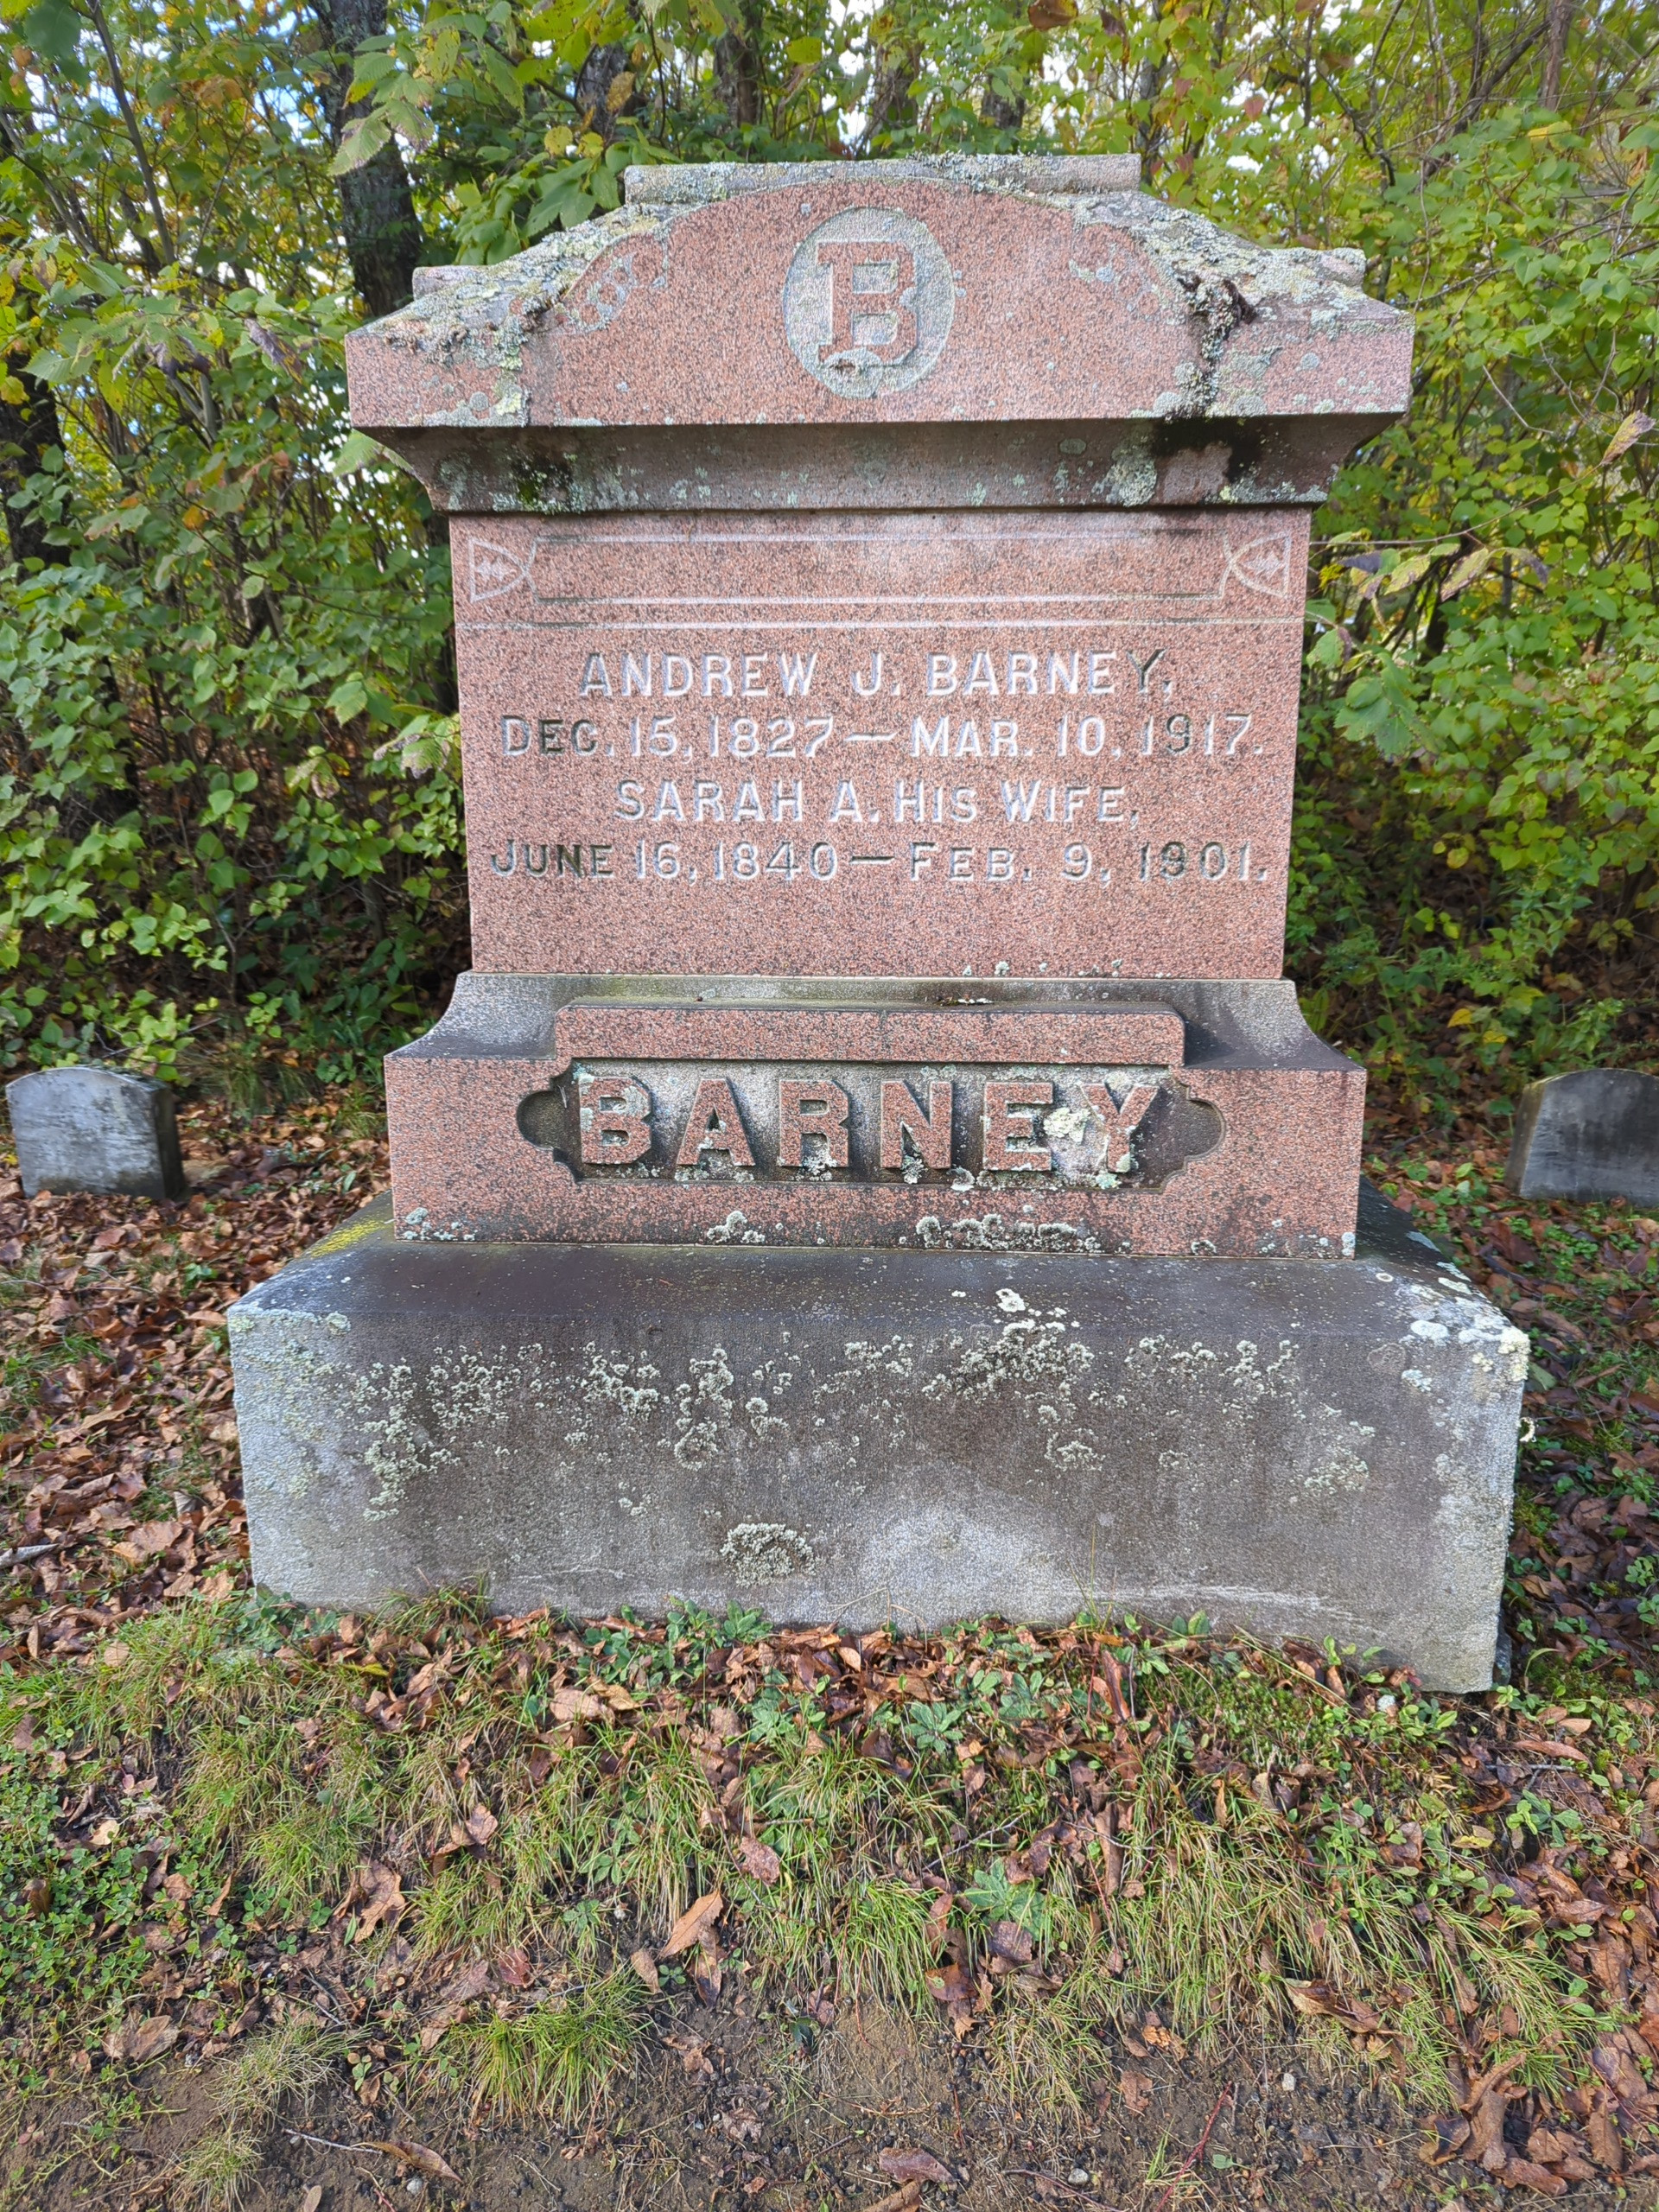 B
ANDREW J. BARNEY,
DEC. 15, 1827 — MAR. 10, 1917.
SARAH A. HIS WIFE,
JUNE 16, 1840 — FEB. 9, 1901.
BARNEY